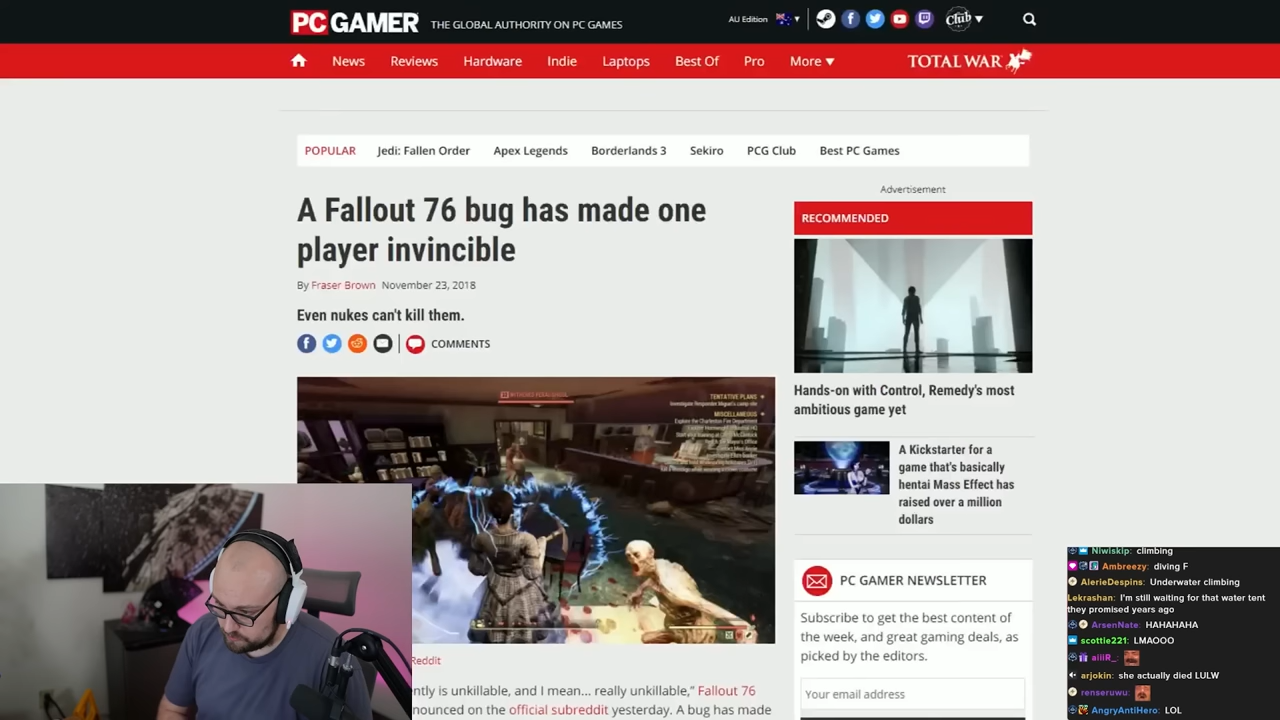 PC GAMER THE GLOBAL AUTHORITY ON PC GAMES AU Edition Club
News Reviews Hardware Indie Laptops Best Of Pro More ▼ TOTAL WAR
POPULAR Jedi: Fallen Order Apex Legends Borderlands 3 Sekiro PCG Club Best PC Games
A Fallout 76 bug has made one
player invincible
By Fraser Brown November 23, 2018
Even nukes can't kill them.
COMMENTS
TENTATIVE PLANS
MISCELLANEOUS
Reddit
ntly is unkillable, and I mean... really unkillable," Fallout 76
nounced on the official subreddit yesterday. A bug has made
Advertisement
RECOMMENDED
Hands-on with Control, Remedy's most
ambitious game yet
A Kickstarter for a
game that's basically
hentai Mass Effect has
raised over a million
dollars
PC GAMER NEWSLETTER
Subscribe to get the best content of
the week, and great gaming deals, as
picked by the editors.
Your email address
Niwiskip: climbing
Ambreezy: diving F
AlerieDespins: Underwater climbing
Lekrashan: I'm still waiting for that water tent
they promised years ago
ArsenNate: HAHAHAHA
scottie221: LMAOOO
aiiiR_:
arjokin: she actually died LULW
renseruwu:
AngryAntiHero: LOL